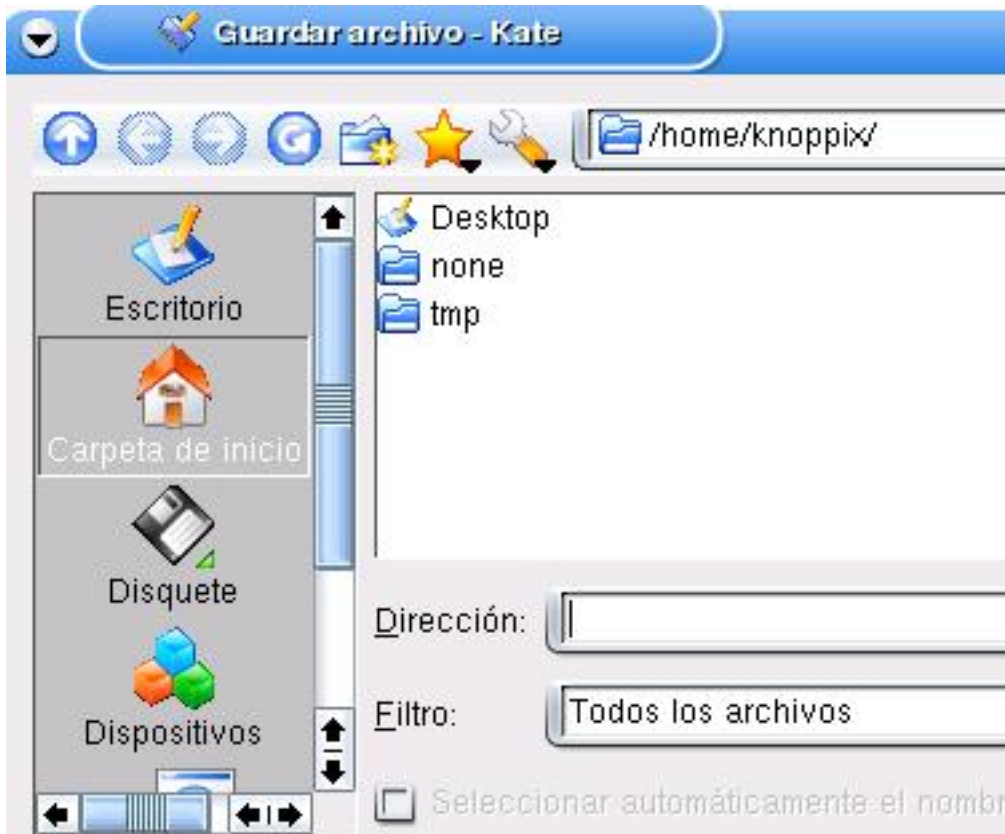 Guardar archivo - Kate
/home/knoppix/
Escritorio
Carpeta de inicio
Disquete
Dispositivos
Desktop
none
tmp
Dirección:
Filtro: Todos los archivos
Seleccionar automáticamente el